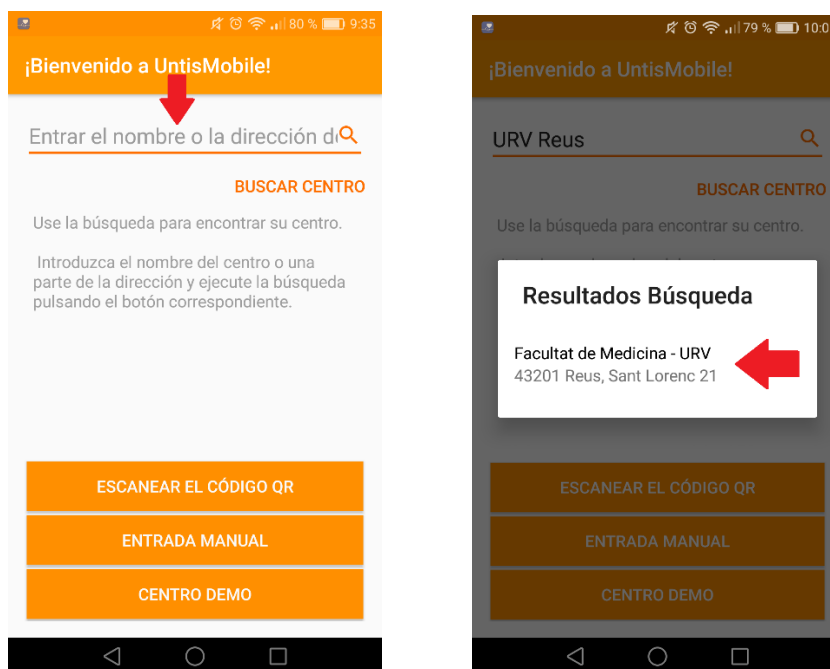 80 % 9:35
¡Bienvenido a UntisMobile!
Entrar el nombre o la dirección d
BUSCAR CENTRO
Use la búsqueda para encontrar su centro.
Introduzca el nombre del centro o una
parte de la dirección y ejecute la búsqueda
pulsando el botón correspondiente.
ESCANEAR EL CÓDIGO QR
ENTRADA MANUAL
CENTRO DEMO
79 % 10:0
¡Bienvenido a UntisMobile!
URV Reus
BUSCAR CENTRO
Use la búsqueda para encontrar su centro.
Resultados Búsqueda
Facultat de Medicina - URV
43201 Reus, Sant Lorenc 21
ESCANEAR EL CÓDIGO QR
ENTRADA MANUAL
CENTRO DEMO